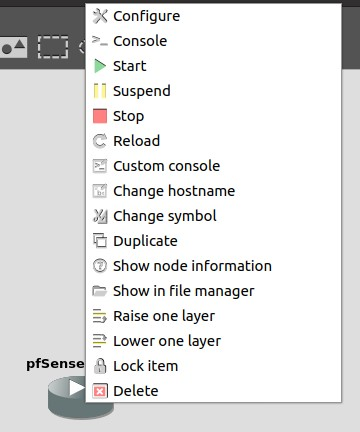 Configure
Console
Start
Suspend
Stop
Reload
Custom console
Change hostname
Change symbol
Duplicate
Show node information
Show in file manager
Raise one layer
Lower one layer
pfSense
Lock item
Delete